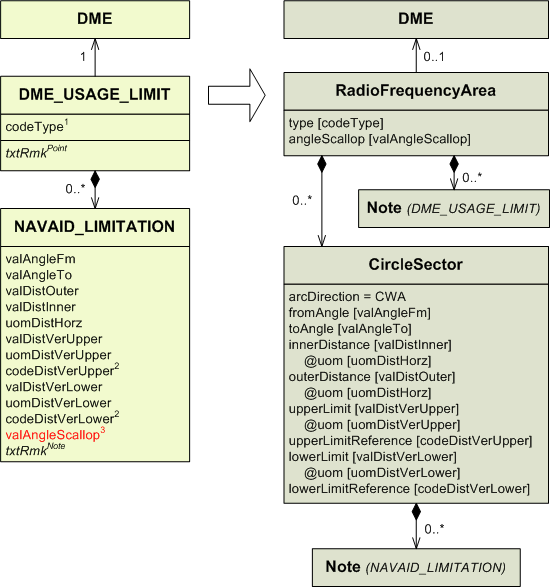 DME
1
DME_USAGE_LIMIT
codeType1
txtRmkPoint
0..*
NAVAID_LIMITATION
valAngleFm
valAngleTo
valDistOuter
valDistInner
uomDistHorz
valDistVerUpper
uomDistVerUpper
codeDistVerUpper2
valDistVerLower
uomDistVerLower
codeDistVerLower2
valAngleScallop3
txtRmkNote
DME
0..1
RadioFrequencyArea
type [codeType]
angleScallop [valAngleScallop]
0..*
0..*
Note (DME_USAGE_LIMIT)
CircleSector
arcDirection = CWA
fromAngle [valAngleFm]
toAngle [valAngleTo]
innerDistance [valDistInner]
@uom [uomDistHorz]
outerDistance [valDistOuter]
@uom [uomDistHorz]
upperLimit [valDistVerUpper]
@uom [uomDistVerUpper]
upperLimitReference [codeDistVerUpper]
lowerLimit [valDistVerLower]
@uom [uomDistVerLower]
lowerLimitReference [codeDistVerLower]
0..*
Note (NAVAID_LIMITATION)